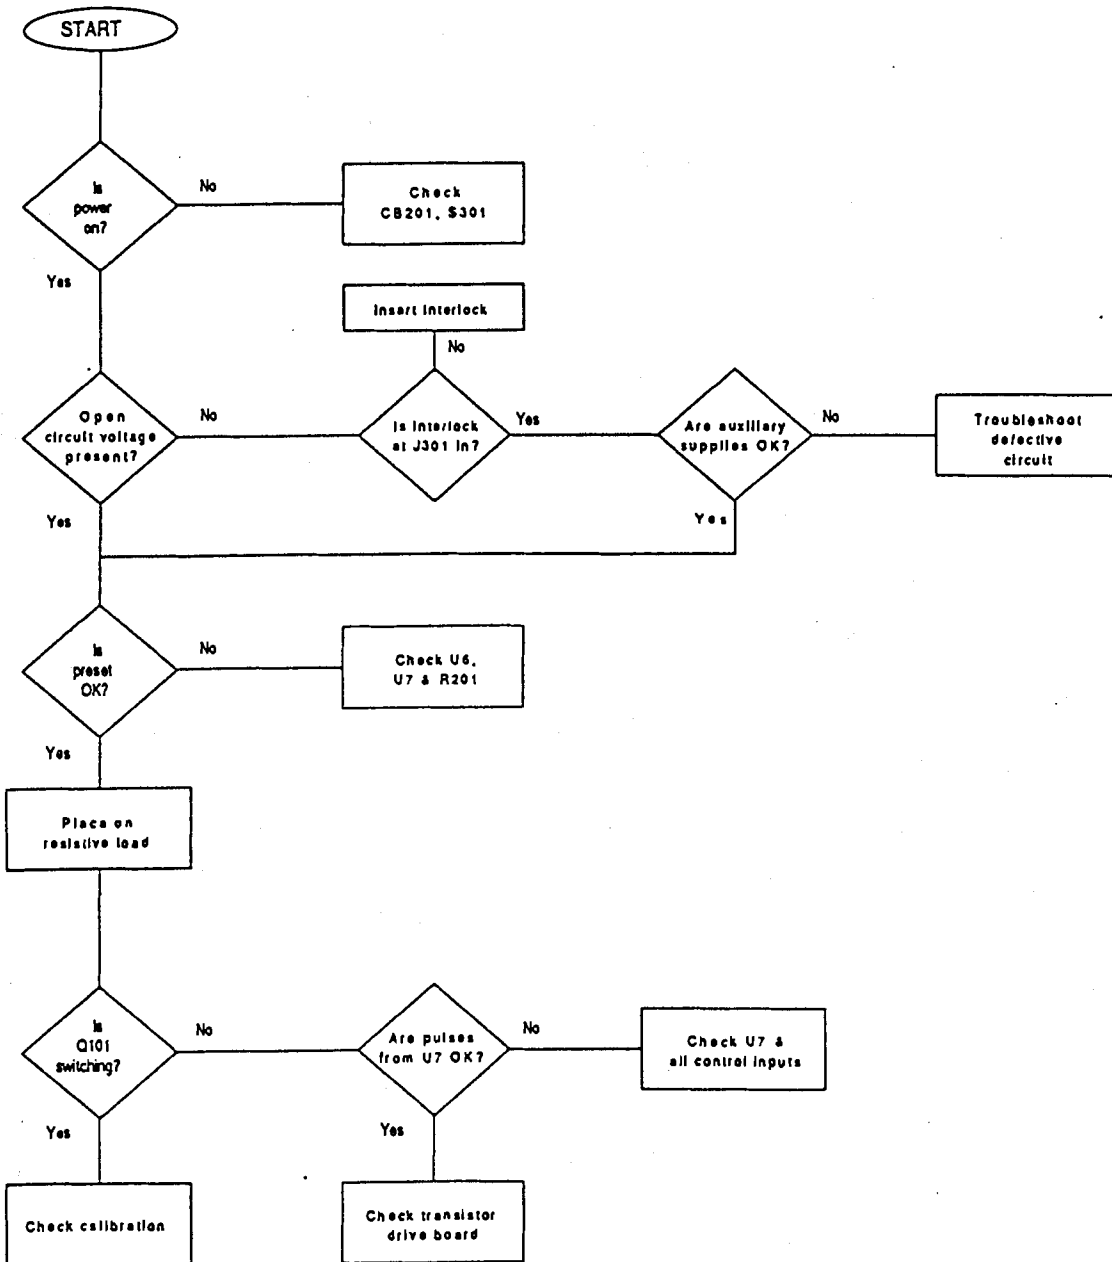 START
Is
power
on?
No
Check
CB201, S301
Yes
Insert Interlock
No
Open
circuit voltage
present?
No
Is Interlock
at J301 In?
Yes
Are auxiliary
supplies OK?
No
Troubleshoot
defective
circuit
Yes
Yes
Is
preset
OK?
No
Check U6,
U7 & R201
Yes
Place on
resistive load
Is
Q101
switching?
No
Are pulses
from U7 OK?
No
Check U7 &
all control inputs
Yes
Yes
Check calibration
Check transistor
drive board